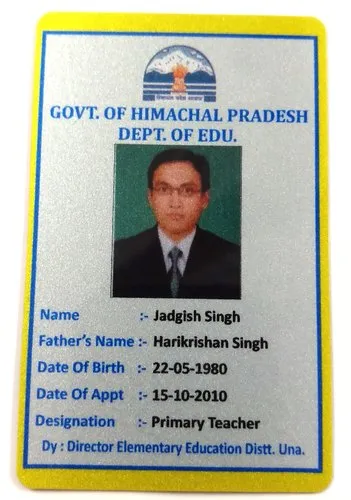 GOVT. OF HIMACHAL PRADESH
DEPT. OF EDU.
Name :- Jadgish Singh
Father's Name :- Harikrishan Singh
Date Of Birth :- 22-05-1980
Date Of Appt :- 15-10-2010
Designation :- Primary Teacher
Dy : Director Elementary Education Distt. Una.